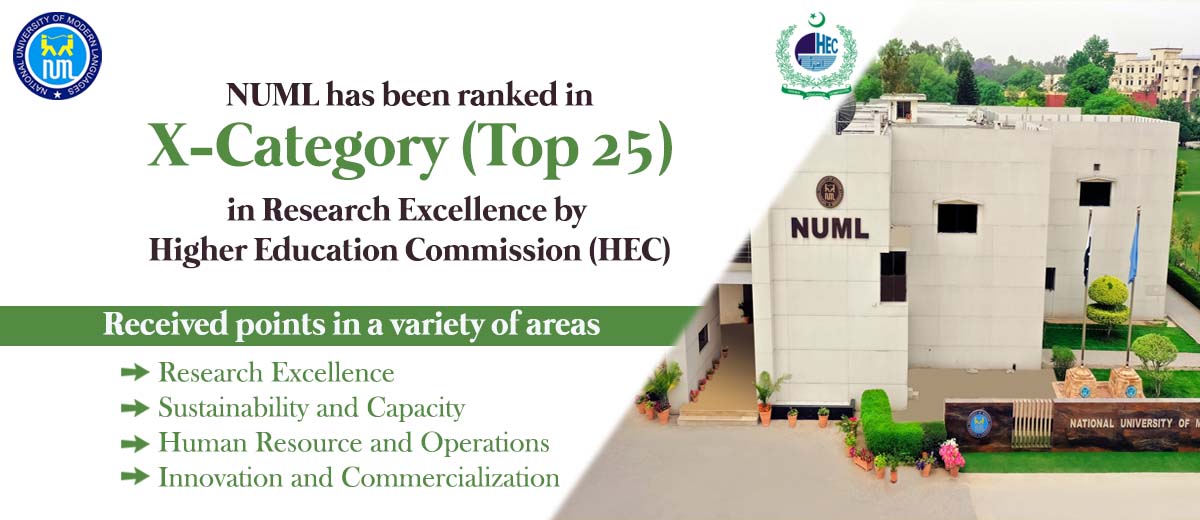 NATIONAL UNIVERSITY OF MODERN LANGUAGES
NUML
HEC
NUML has been ranked in
X-Category (Top 25)
in Research Excellence by
Higher Education Commission (HEC)
Received points in a variety of areas
Research Excellence
Sustainability and Capacity
Human Resource and Operations
Innovation and Commercialization
NUML
NATIONAL UNIVERSITY OF M